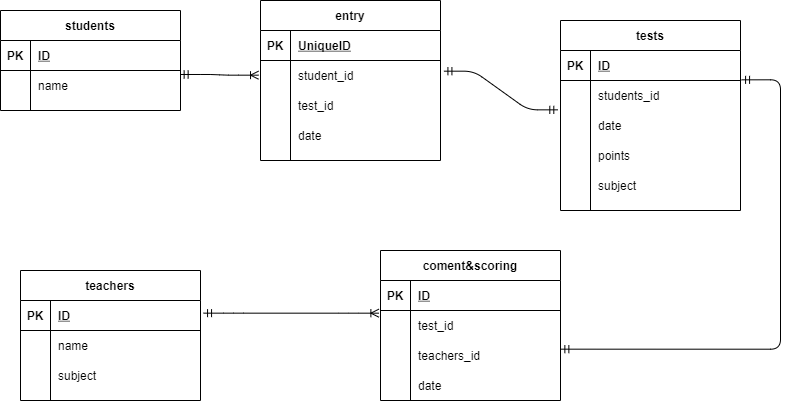 students
PK ID
name
entry
PK UniqueID
student_id
test_id
date
tests
PK ID
students_id
date
points
subject
teachers
PK ID
name
subject
coment&scoring
PK ID
test_id
teachers_id
date